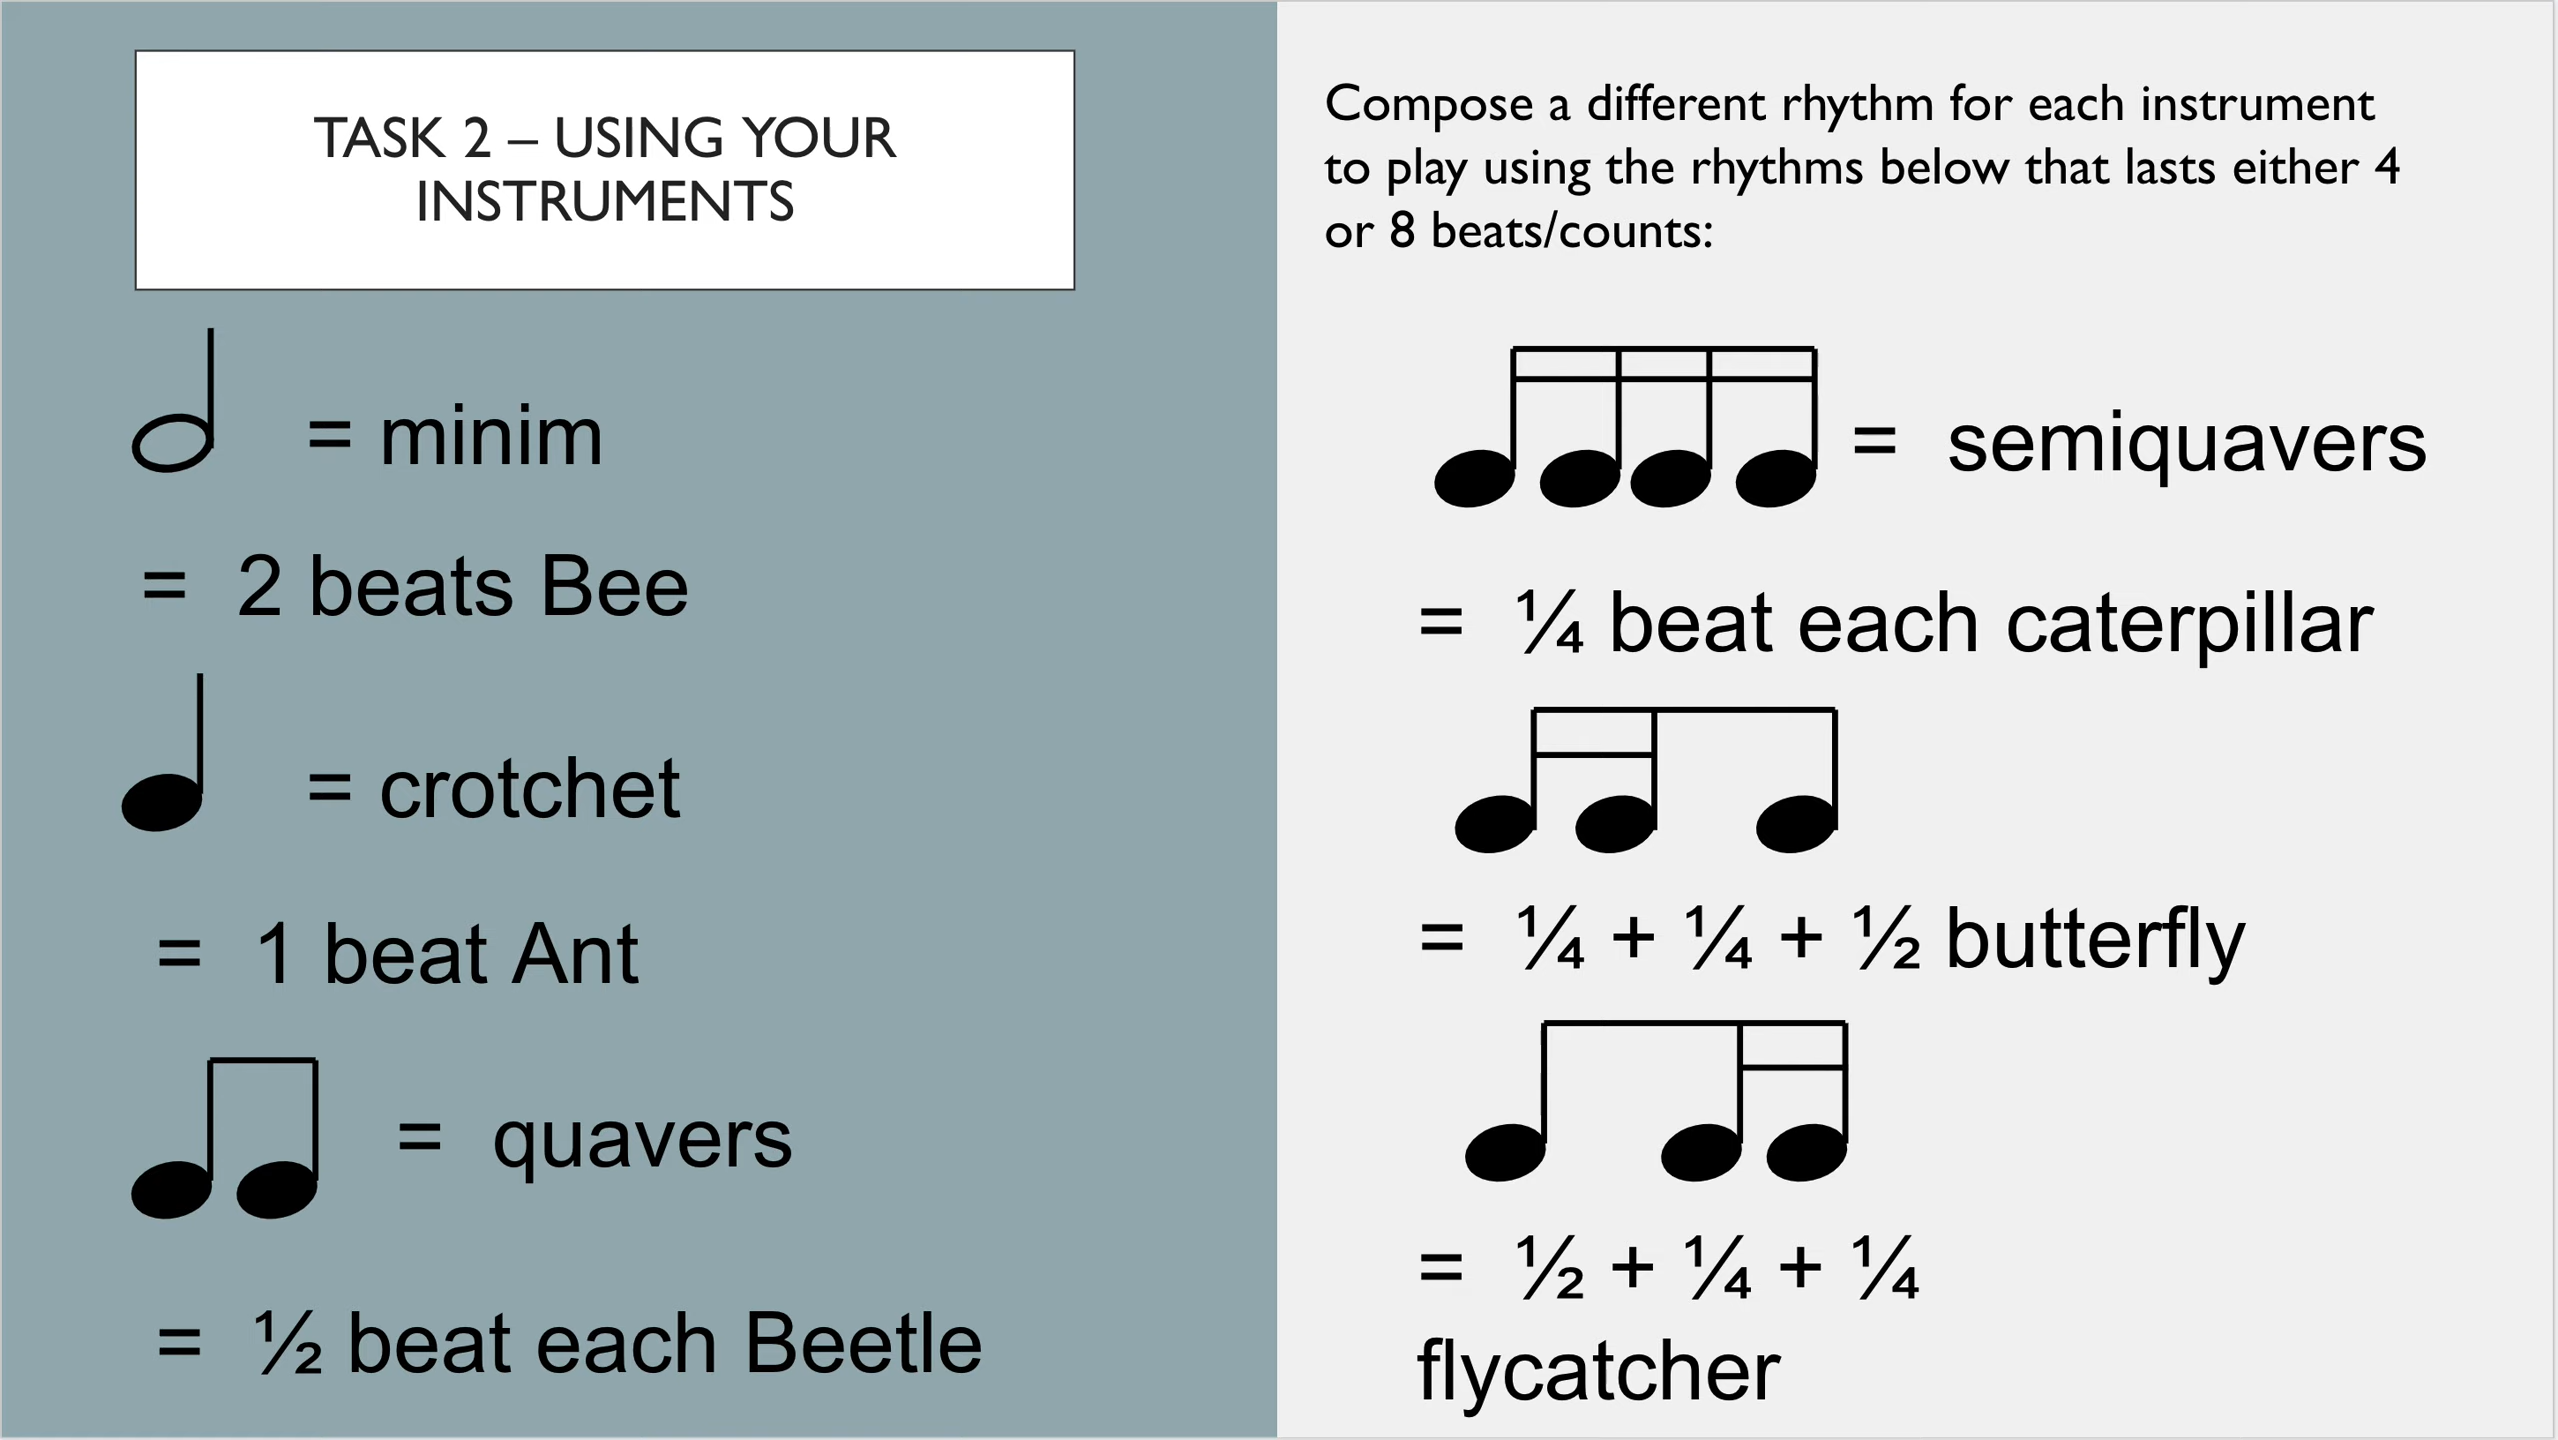 TASK 2 – USING YOUR
INSTRUMENTS
= minim
= 2 beats Bee
= crotchet
= 1 beat Ant
= quavers
= ½ beat each Beetle
Compose a different rhythm for each instrument
to play using the rhythms below that lasts either 4
or 8 beats/counts:
= semiquavers
= ¼ beat each caterpillar
= ¼ + ¼ + ½ butterfly
= ½ + ¼ + ¼
flycatcher